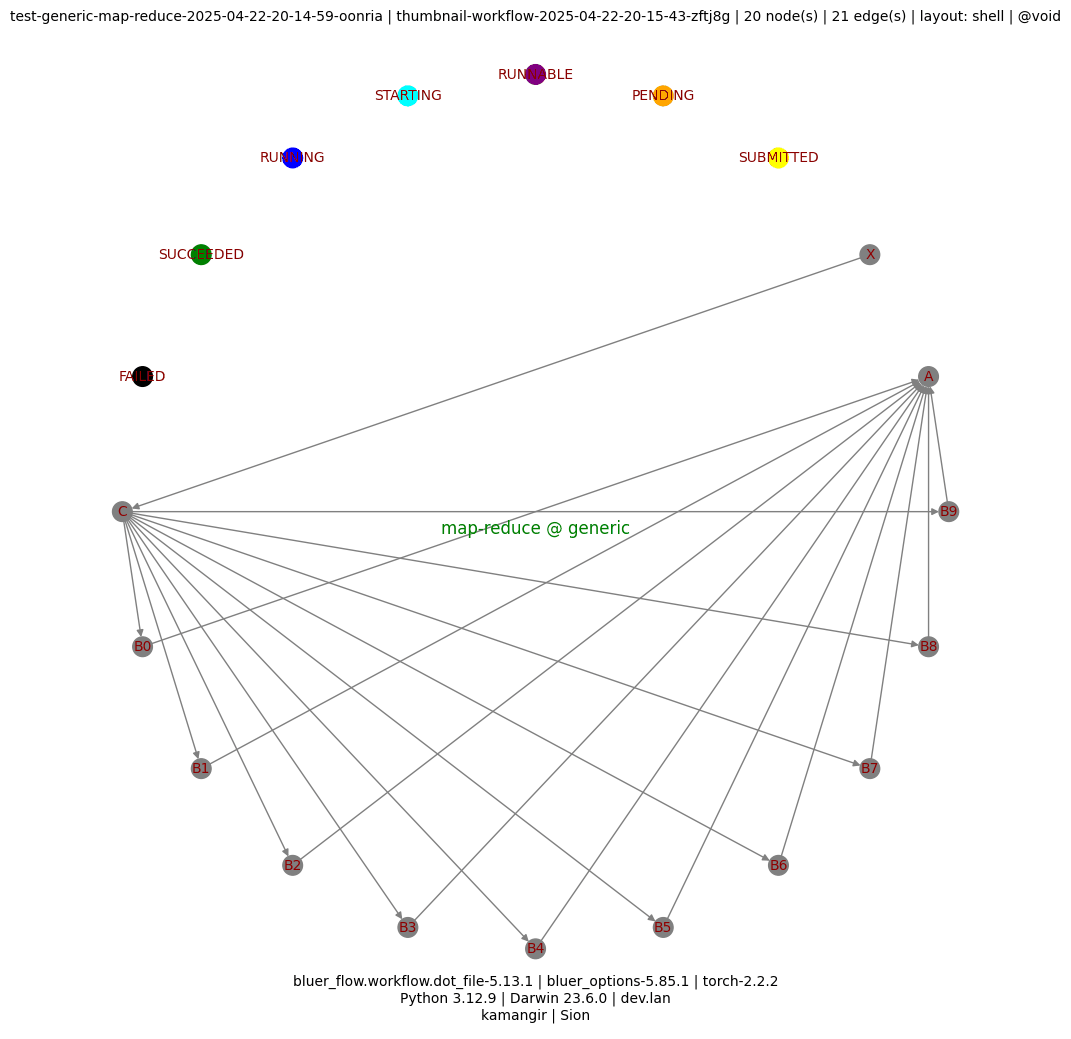 test-generic-map-reduce-2025-04-22-20-14-59-oonria | thumbnail-workflow-2025-04-22-20-15-43-zftj8g | 20 node(s) | 21 edge(s) | layout: shell | @void
RUNNABLE
STARTING
PENDING
RUNNING
SUBMITTED
SUCCEEDED
X
FAILED
A
C
B9
map-reduce @ generic
B0
B8
B1
B7
B2
B6
B3
B5
B4
bluer_flow.workflow.dot_file-5.13.1 | bluer_options-5.85.1 | torch-2.2.2
Python 3.12.9 | Darwin 23.6.0 | dev.lan
kamangir | Sion